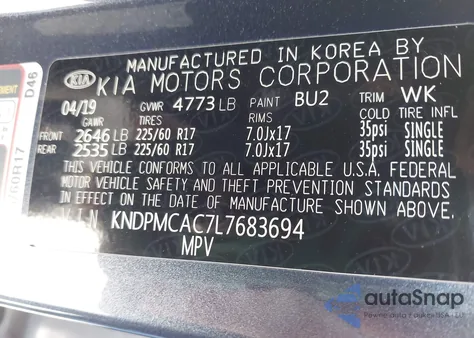 MANUFACTURED IN KOREA BY
KIA KIA MOTORS CORPORATION
04/19 GVWR 4773 LB PAINT BU2 TRIM WK
GAWR TIRES RIMS COLD TIRE INFL
FRONT 2646 LB 225/60 R17 7.0Jx17 35psi SINGLE
REAR 2535 LB 225/60 R17 7.0Jx17 35psi SINGLE
THIS VEHICLE CONFORMS TO ALL APPLICABLE U.S.A. FEDERAL
MOTOR VEHICLE SAFETY AND THEFT PREVENTION STANDARDS
IN EFFECT ON THE DATE OF MANUFACTURE SHOWN ABOVE.
V.I.N KNDPMCAC7L7683694
MPV
D46
/60R17
autoSnap